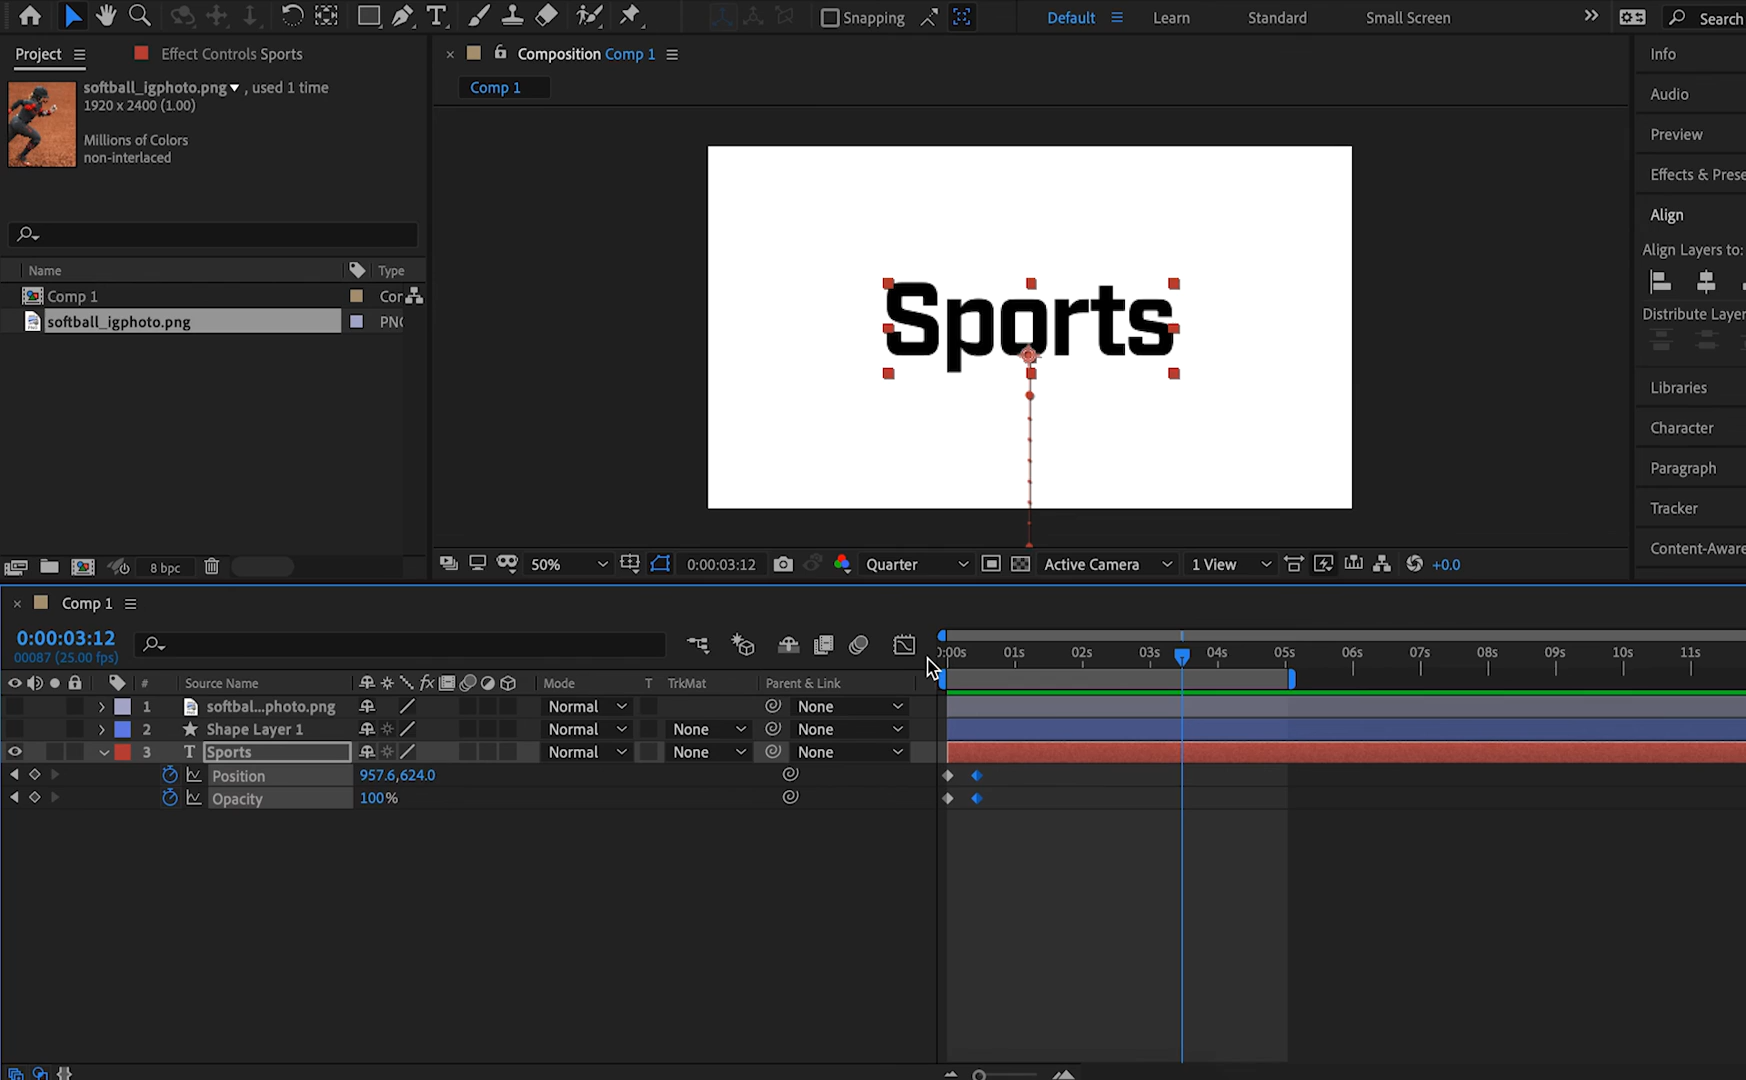 Snapping
Default
Learn
Standard
Small Screen
Search
Project
Effect Controls Sports
Composition Comp 1
Info
softball_igphoto.png , used 1 time
1920 x 2400 (1.00)
Comp 1
Audio
Millions of Colors
non-interlaced
Preview
Effects & Prese
Align
Align Layers to:
Name
Type
Comp 1
Cor
softball_igphoto.png
PNG
Distribute Layer
Sports
Libraries
Character
Paragraph
Tracker
Content-Aware
8 bpc
50%
0:00:03:12
Quarter
Active Camera
1 View
+0.0
Comp 1
0:00:03:12
00087 (25.00 fps)
0:00s 01s 02s 03s 04s 05s 06s 07s 08s 09s 10s 11s
# Source Name fx Mode T TrkMat Parent & Link
1 softbal...photo.png Normal None
2 Shape Layer 1 Normal None None
3 T Sports Normal None None
Position 957.6,624.0
Opacity 100%